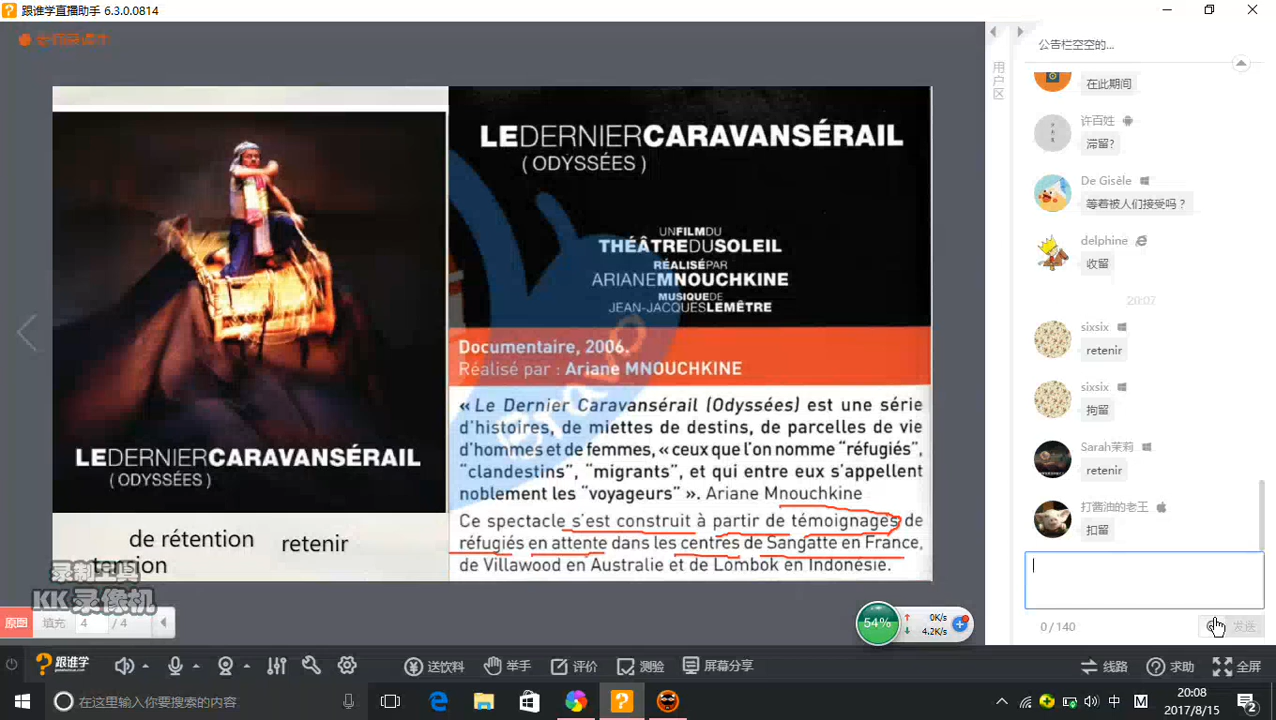 跟谁学直播助手 6.3.0.0814
LEDERNIERCARAVANSÉRAIL
( ODYSSÉES )
de rétention
retenir
tension
录制工具
KK 录像机
LEDERNIERCARAVANSÉRAIL
( ODYSSÉES )
UN FILM DU
THÉÂTREDUSOLEIL
RÉALISÉ PAR
ARIANEMNOUCHKINE
MUSIQUE DE
JEAN-JACQUES LEMÊTRE
Bravo
Documentaire, 2006.
Réalisé par : Ariane MNOUCHKINE
« Le Dernier Caravansérail (Odyssées) est une série
d'histoires, de miettes de destins, de parcelles de vie
d'hommes et de femmes, « ceux que l'on nomme "réfugiés",
"clandestins", "migrants", et qui entre eux s'appellent
noblement les "voyageurs" ». Ariane Mnouchkine
Ce spectacle s'est construit à partir de témoignages de
réfugiés en attente dans les centres de Sangatte en France,
de Villawood en Australie et de Lombok en Indonésie.
原图 填充 4 / 4
54% 0K/s
4.2K/s
用户区
公告栏空空的...
在此期间
许百姓
滞留?
De Gisèle
等着被人们接受吗？
delphine
收留
20:07
sixsix
retenir
sixsix
拘留
Sarah茉莉
retenir
打酱油的老王
扣留
0 / 140 发送
跟谁学 送饮料 举手 评价 测验 屏幕分享 线路 求助 全屏
在这里输入你要搜索的内容
中 M 20:08
2017/8/15
2